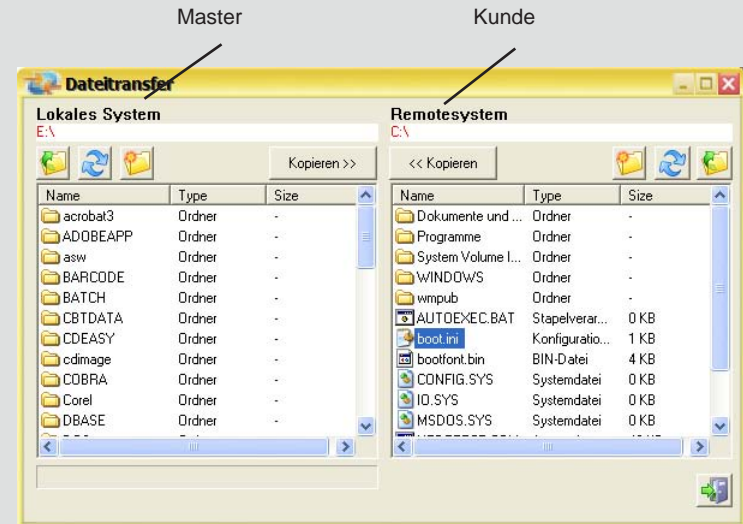 Master Kunde
Dateitransfer
Lokales System Remotesystem
E:\ C:\
Kopieren >> << Kopieren
Name Type Size Name Type Size
acrobat3 Ordner - Dokumente und ... Ordner -
ADOBEAPP Ordner - Programme Ordner -
asw Ordner - System Volume I... Ordner -
BARCODE Ordner - WINDOWS Ordner -
BATCH Ordner - wmpub Ordner -
CBTDATA Ordner - AUTOEXEC.BAT Stapelverar... 0 KB
CDEASY Ordner - boot.ini Konfiguratio... 1 KB
cdimage Ordner - bootfont.bin BIN-Datei 4 KB
COBRA Ordner - CONFIG.SYS Systemdatei 0 KB
Corel Ordner - IO.SYS Systemdatei 0 KB
DBASE Ordner - MSDOS.SYS Systemdatei 0 KB